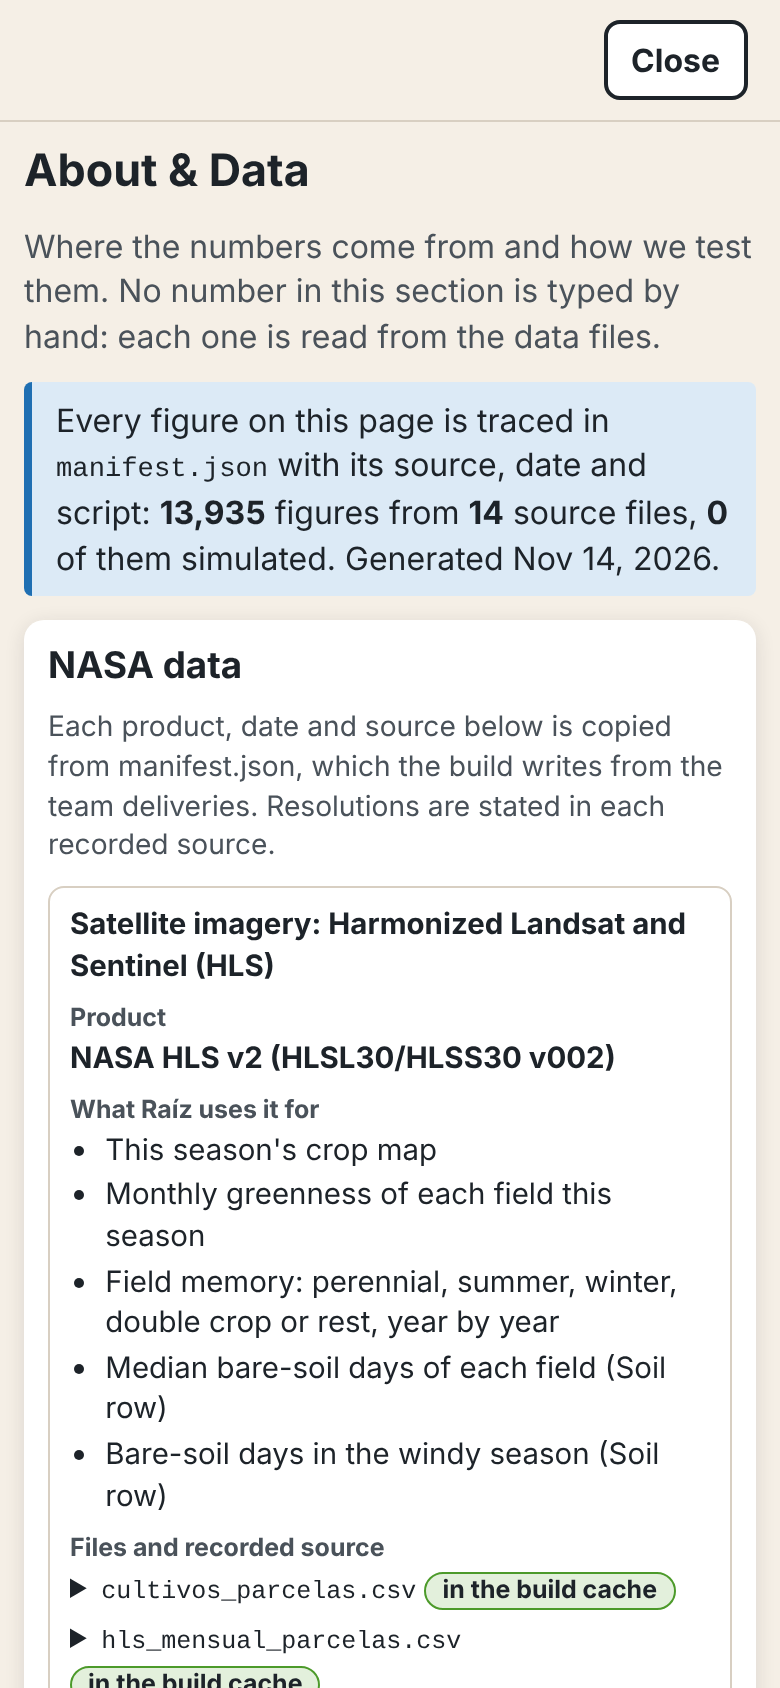 Close
About & Data
Where the numbers come from and how we test
them. No number in this section is typed by
hand: each one is read from the data files.
Every figure on this page is traced in
manifest.json with its source, date and
script: 13,935 figures from 14 source files, 0
of them simulated. Generated Nov 14, 2026.
NASA data
Each product, date and source below is copied
from manifest.json, which the build writes from the
team deliveries. Resolutions are stated in each
recorded source.
Satellite imagery: Harmonized Landsat and
Sentinel (HLS)
Product
NASA HLS v2 (HLSL30/HLSS30 v002)
What Raíz uses it for
• This season's crop map
• Monthly greenness of each field this
season
• Field memory: perennial, summer, winter,
double crop or rest, year by year
• Median bare-soil days of each field (Soil
row)
• Bare-soil days in the windy season (Soil
row)
Files and recorded source
▶ cultivos_parcelas.csv in the build cache
▶ hls_mensual_parcelas.csv
in the build cache